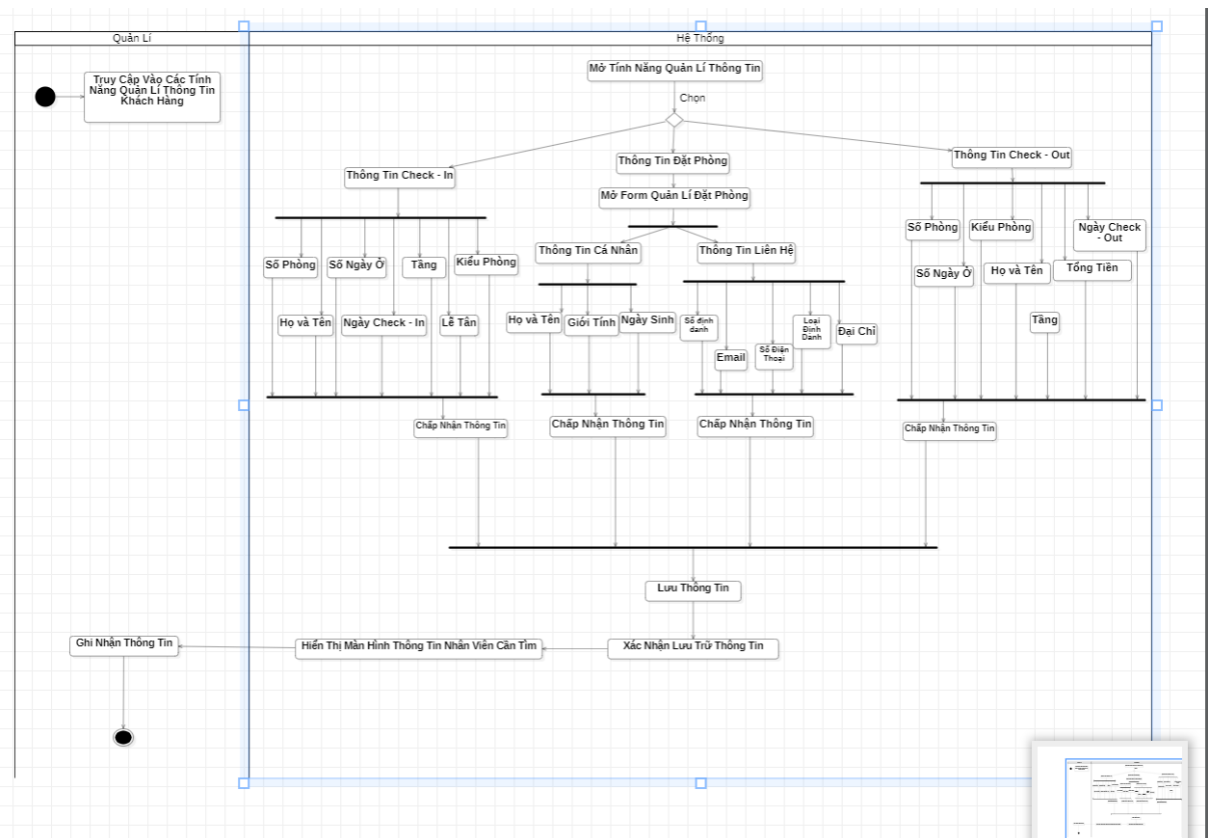 Quản Lí
Hệ Thống
Truy Cập Vào Các Tính
Năng Quản Lí Thông Tin
Khách Hàng
Mở Tính Năng Quản Lí Thông Tin
Chọn
Thông Tin Check - In
Thông Tin Đặt Phòng
Thông Tin Check - Out
Mở Form Quản Lí Đặt Phòng
Thông Tin Cá Nhân
Thông Tin Liên Hệ
Số Phòng
Số Ngày Ở
Tầng
Kiểu Phòng
Họ và Tên
Ngày Check - In
Lễ Tân
Họ và Tên
Giới Tính
Ngày Sinh
Số định
danh
Email
Số Điện
Thoại
Loại
Định
Danh
Đại Chỉ
Số Phòng
Kiểu Phòng
Ngày Check
- Out
Số Ngày Ở
Họ và Tên
Tổng Tiền
Tầng
Chấp Nhận Thông Tin
Chấp Nhận Thông Tin
Chấp Nhận Thông Tin
Chấp Nhận Thông Tin
Lưu Thông Tin
Ghi Nhận Thông Tin
Hiển Thị Màn Hình Thông Tin Nhân Viên Cần Tìm
Xác Nhận Lưu Trữ Thông Tin